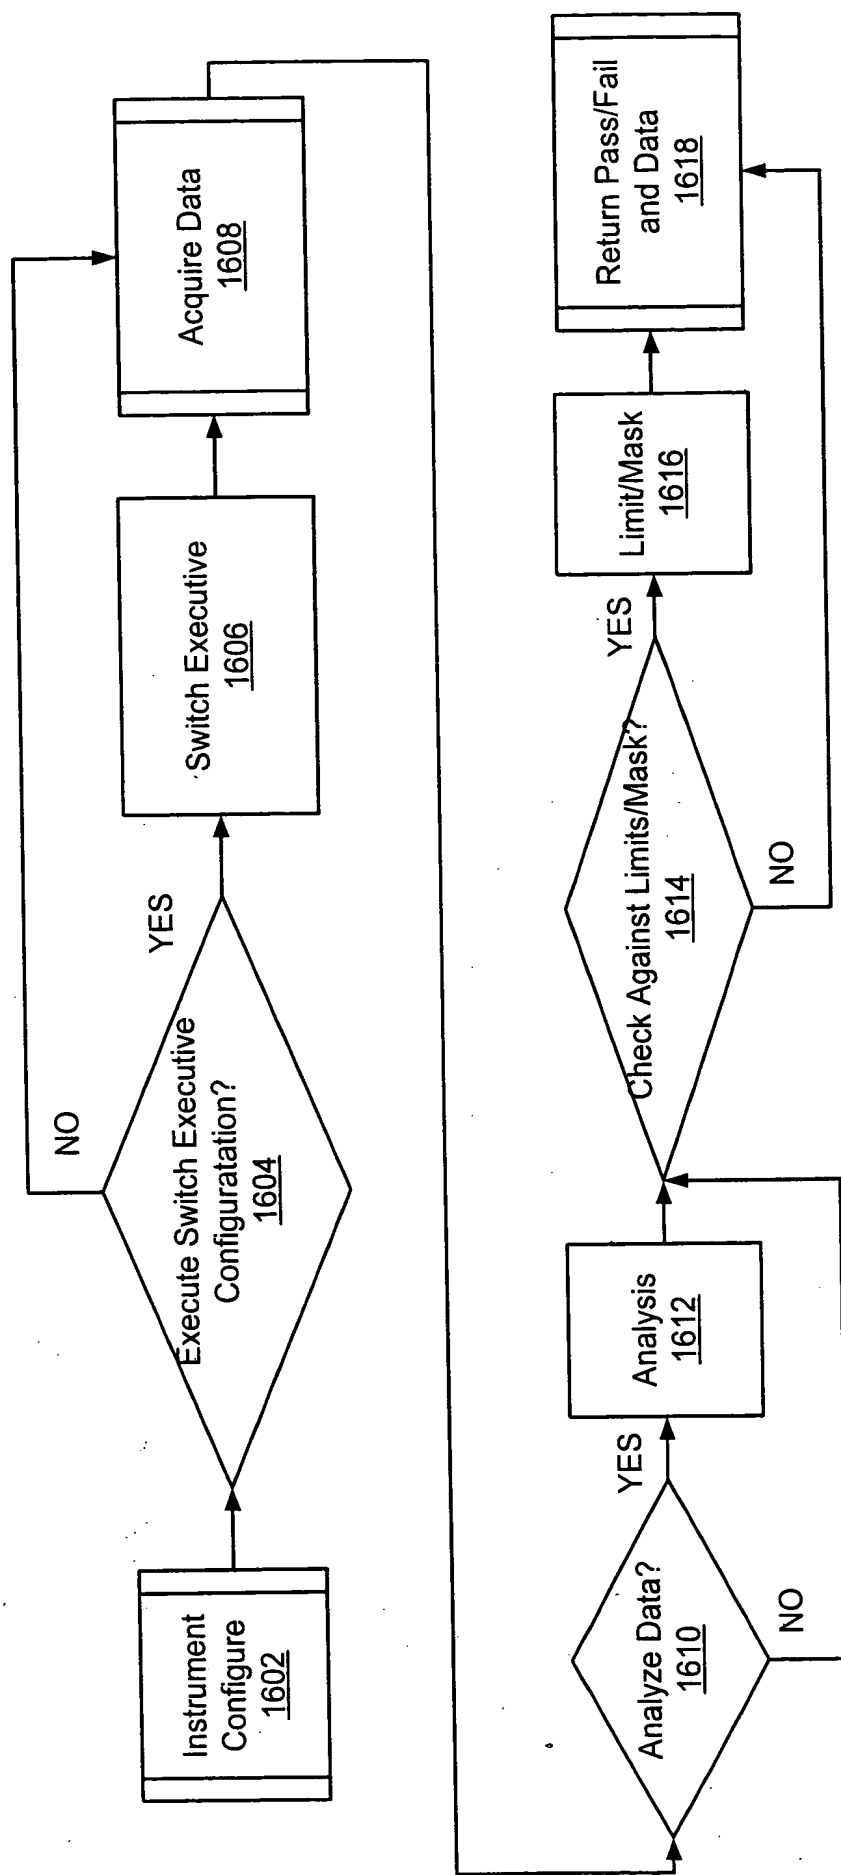 Instrument
Configure
1602
Execute Switch Executive
Configuratation?
1604
YES
NO
Switch Executive
1606
Acquire Data
1608
Analyze Data?
1610
YES
NO
Analysis
1612
Check Against Limits/Mask?
1614
YES
NO
Limit/Mask
1616
Return Pass/Fail
and Data
1618